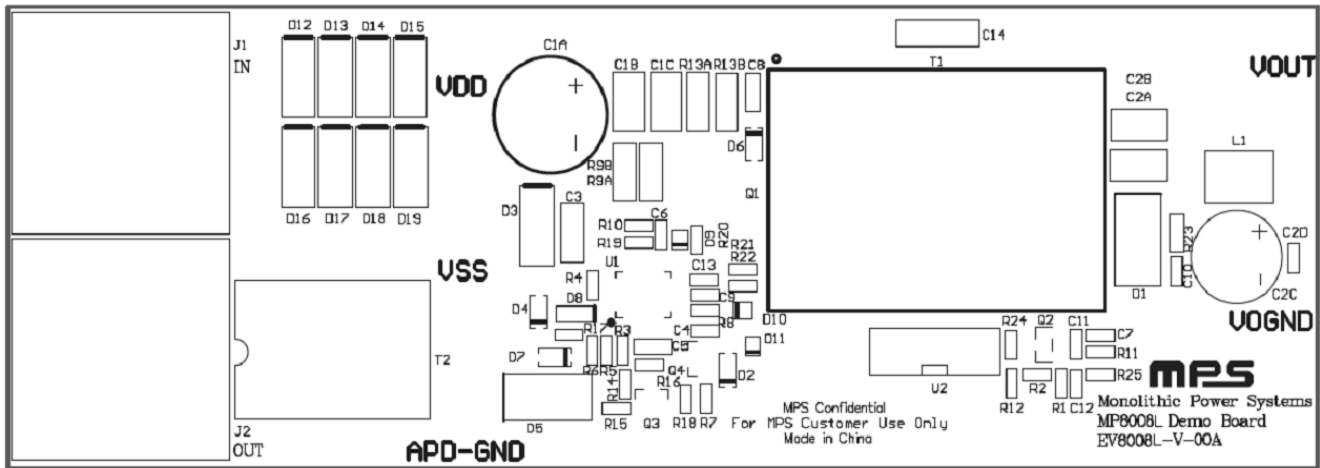 D12 D13 D14 D15
J1
IN
VDD
C1A
C1B C1C R13A R13B C8
C14
T1
VOUT
C2B
C2A
L1
D6
R9B
R9A
Q1
D16 D17 D18 D19
D3
C3
R10
C6
R19
D9
R20
R21
R22
R23
C10
C2D
C2C
D1
VSS
U1
R4
C13
C9
D4
D8
R8
D10
VOGND
T2
R17
R3
C4
D11
R24
Q2
C11
C7
D7
C5
R11
R6
R5
Q4
D2
R14
R16
U2
R2
R25
MPS
D5
R15
Q3
R18
R7
R12
R1
C12
MPS Confidential
For MPS Customer Use Only
Made in China
Monolithic Power Systems
MP8008L Demo Board
EV8008L-V-00A
J2
OUT
APD-GND